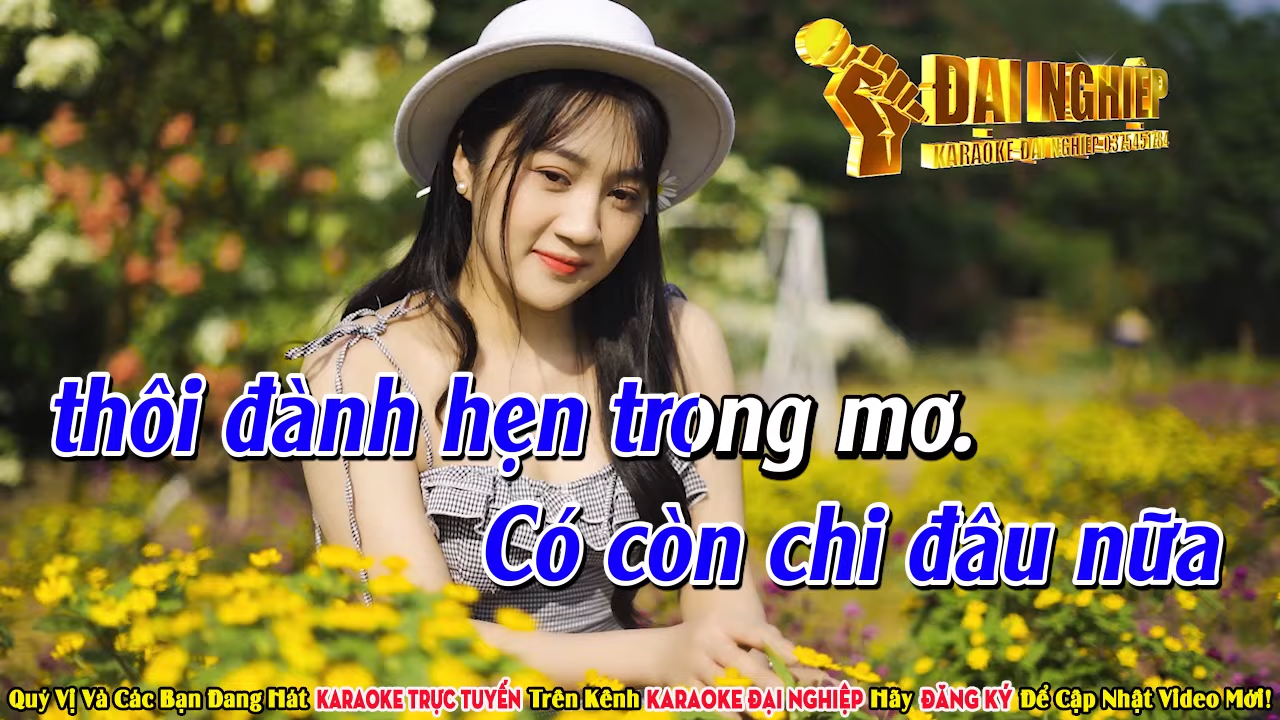 ĐẠI NGHIỆP
KARAOKE ĐẠI NGHIỆP 0375451784
thôi đành hẹn trong mơ.
Có còn chi đâu nữa
Quý Vị Và Các Bạn Đang Hát KARAOKE TRỰC TUYẾN Trên Kênh KARAOKE ĐẠI NGHIỆP Hãy ĐĂNG KÝ Để Cập Nhật Video Mới!